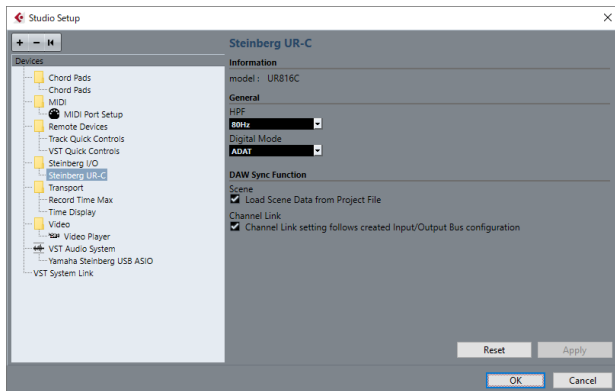 Studio Setup
Devices
Chord Pads
Chord Pads
MIDI
MIDI Port Setup
Remote Devices
Track Quick Controls
VST Quick Controls
Steinberg I/O
Steinberg UR-C
Transport
Record Time Max
Time Display
Video
Video Player
VST Audio System
Yamaha Steinberg USB ASIO
VST System Link
Steinberg UR-C
Information
model : UR816C
General
HPF
80Hz
Digital Mode
ADAT
DAW Sync Function
Scene
Load Scene Data from Project File
Channel Link
Channel Link setting follows created Input/Output Bus configuration
Reset Apply
OK Cancel